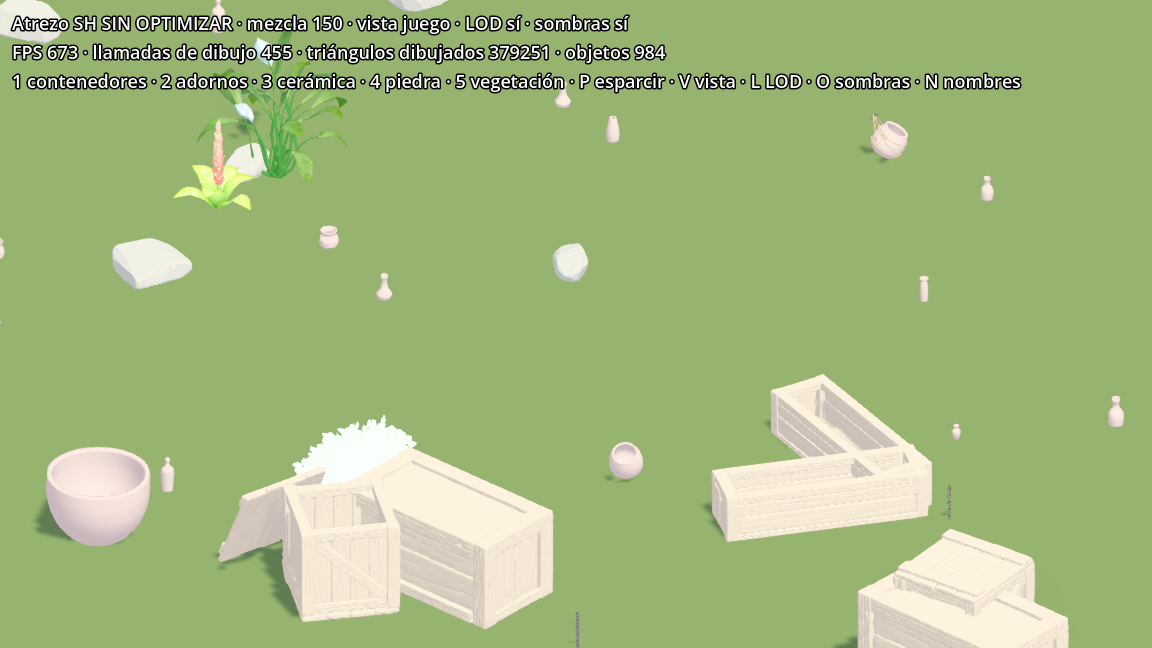 Atrezo SH SIN OPTIMIZAR · mezcla 150 · vista juego · LOD sí · sombras sí
FPS 673 · llamadas de dibujo 455 · triángulos dibujados 379251 · objetos 984
1 contenedores · 2 adornos · 3 cerámica · 4 piedra · 5 vegetación · P esparcir · V vista · L LOD · O sombras · N nombres